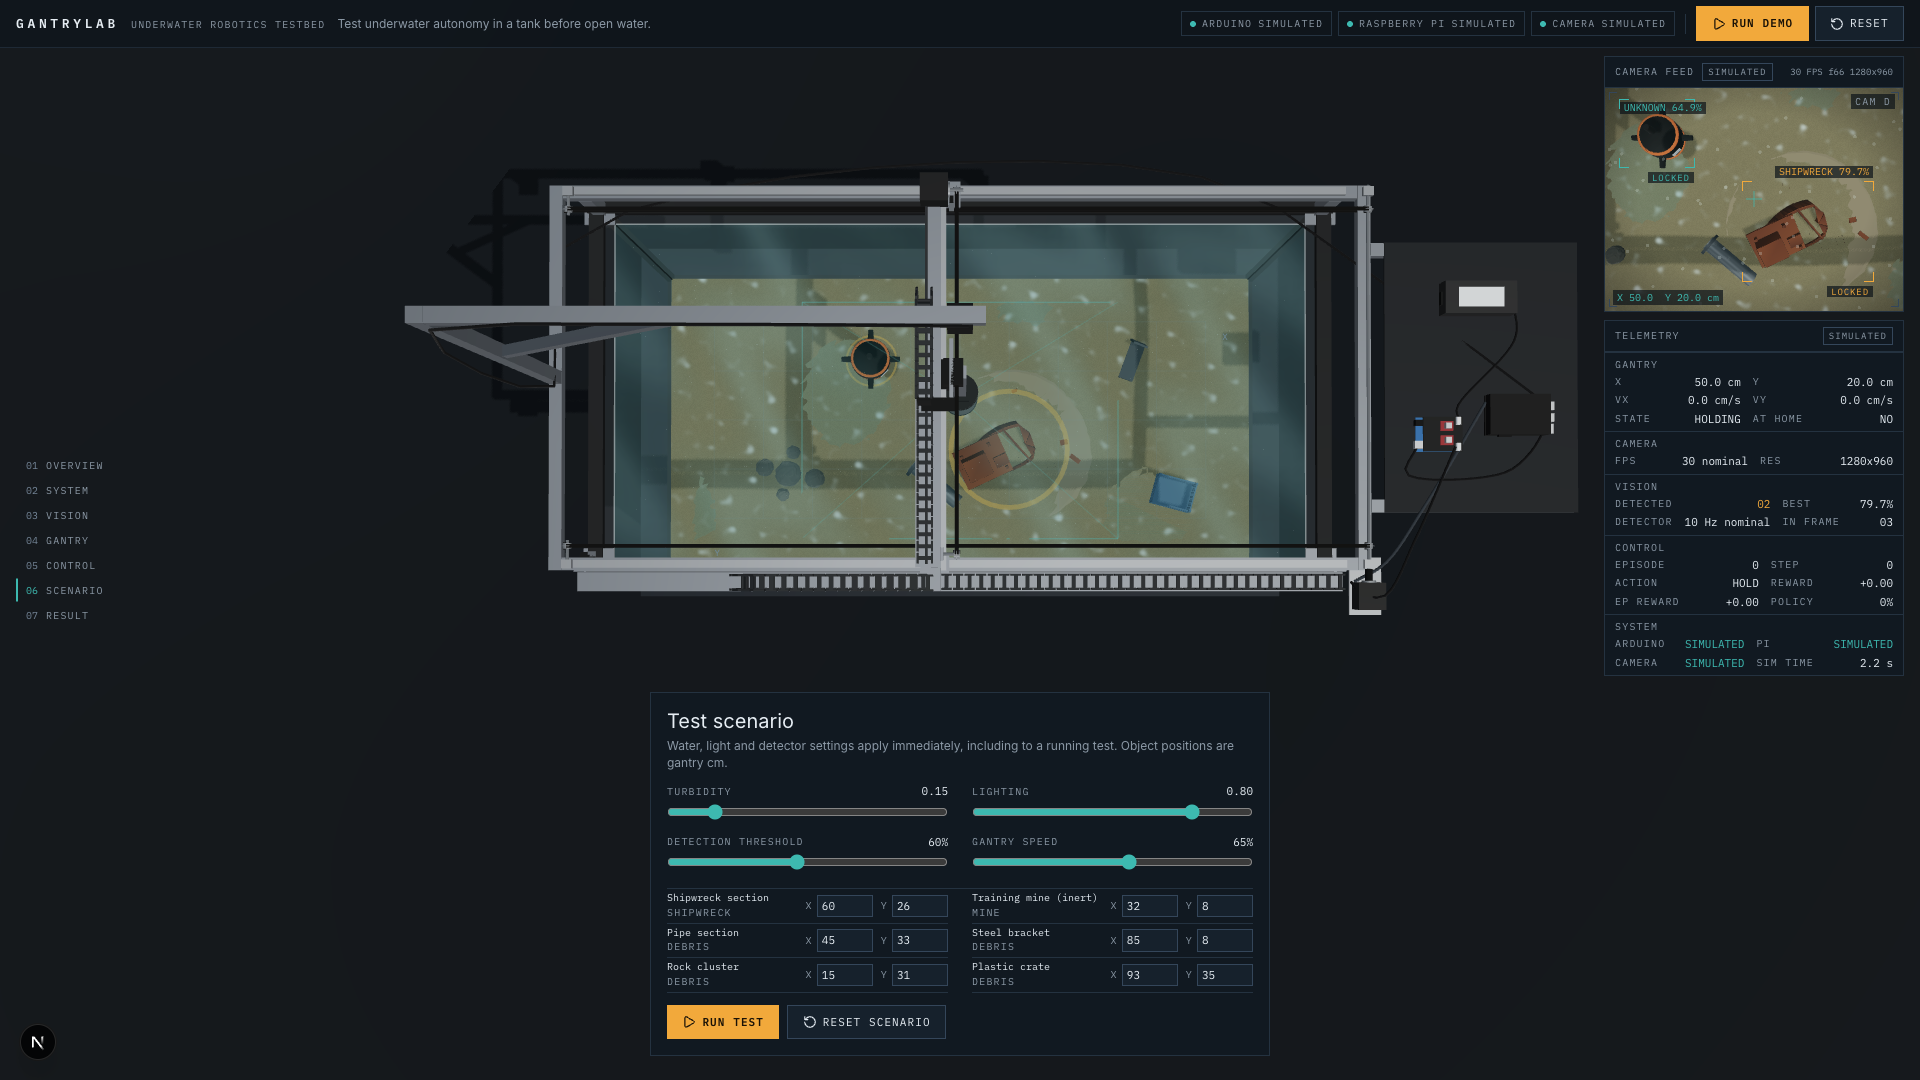 GANTRYLAB UNDERWATER ROBOTICS TESTBED Test underwater autonomy in a tank before open water.
ARDUINO SIMULATED RASPBERRY PI SIMULATED CAMERA SIMULATED RUN DEMO RESET
CAMERA FEED SIMULATED 30 FPS f66 1280x960
UNKNOWN 64.9%
CAM D
LOCKED
SHIPWRECK 79.7%
LOCKED
X 50.0 Y 20.0 cm
TELEMETRY SIMULATED
GANTRY
X 50.0 cm Y 20.0 cm
VX 0.0 cm/s VY 0.0 cm/s
STATE HOLDING AT HOME NO
CAMERA
FPS 30 nominal RES 1280x960
VISION
DETECTED 02 BEST 79.7%
DETECTOR 10 Hz nominal IN FRAME 03
CONTROL
EPISODE 0 STEP 0
ACTION HOLD REWARD +0.00
EP REWARD +0.00 POLICY 0%
SYSTEM
ARDUINO SIMULATED PI SIMULATED
CAMERA SIMULATED SIM TIME 2.2 s
01 OVERVIEW
02 SYSTEM
03 VISION
04 GANTRY
05 CONTROL
06 SCENARIO
07 RESULT
Test scenario
Water, light and detector settings apply immediately, including to a running test. Object positions are
gantry cm.
TURBIDITY 0.15 LIGHTING 0.80
DETECTION THRESHOLD 60% GANTRY SPEED 65%
Shipwreck section
SHIPWRECK
X 60 Y 26
Training mine (inert)
MINE
X 32 Y 8
Pipe section
DEBRIS
X 45 Y 33
Steel bracket
DEBRIS
X 85 Y 8
Rock cluster
DEBRIS
X 15 Y 31
Plastic crate
DEBRIS
X 93 Y 35
RUN TEST RESET SCENARIO
N